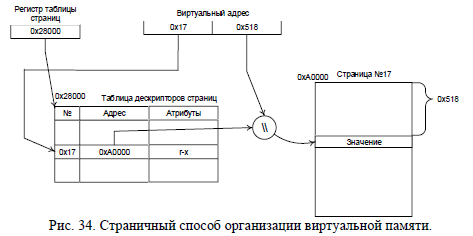 Регистр таблицы
страниц
0x28000
Виртуальный адрес
0x17 0x518
0x28000 Таблица дескрипторов страниц
№ Адрес Атрибуты
0x17 0xA0000 r-x
\\
0xA0000 Страница №17
0x518
Значение
Рис. 34. Страничный способ организации виртуальной памяти.